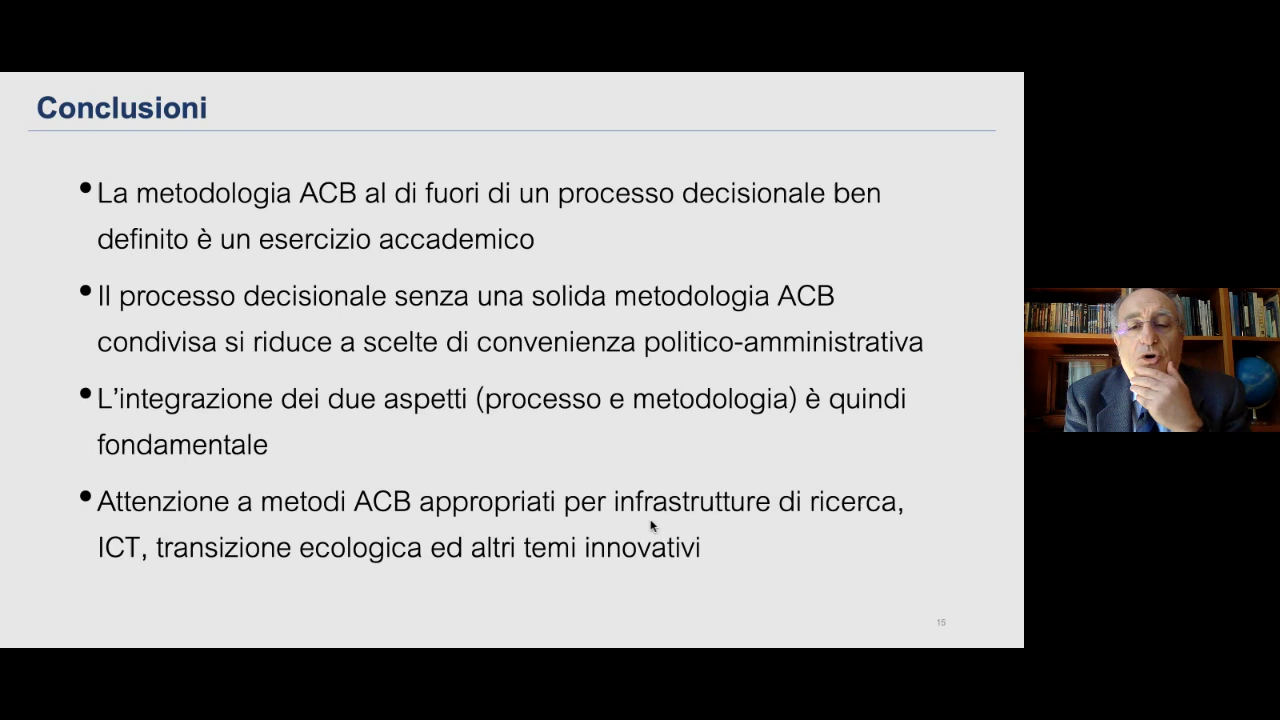 Conclusioni
•La metodologia ACB al di fuori di un processo decisionale ben
definito è un esercizio accademico
•Il processo decisionale senza una solida metodologia ACB
condivisa si riduce a scelte di convenienza politico-amministrativa
•L’integrazione dei due aspetti (processo e metodologia) è quindi
fondamentale
•Attenzione a metodi ACB appropriati per infrastrutture di ricerca,
ICT, transizione ecologica ed altri temi innovativi
15